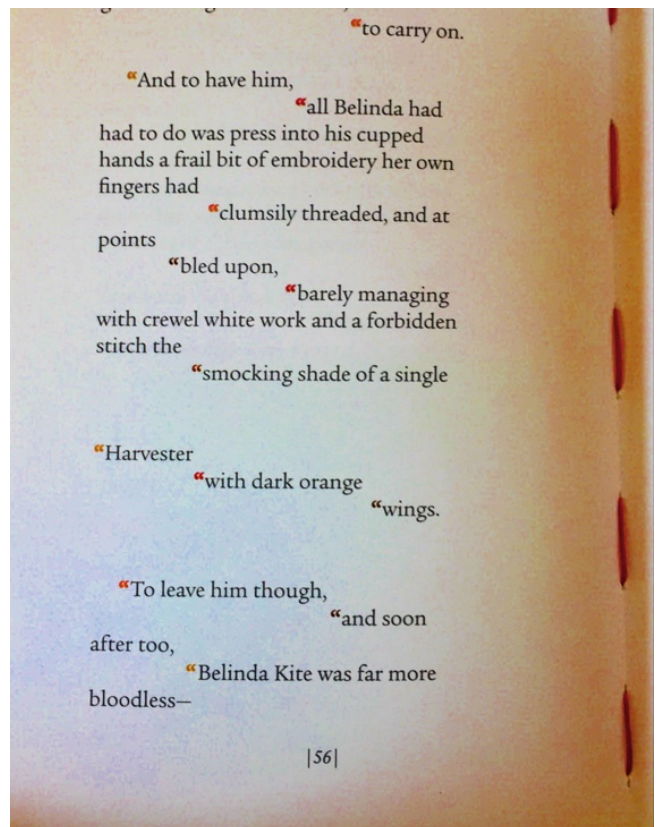 “to carry on.
“And to have him,
“all Belinda had
had to do was press into his cupped
hands a frail bit of embroidery her own
fingers had
“clumsily threaded, and at
points
“bled upon,
“barely managing
with crewel white work and a forbidden
stitch the
“smocking shade of a single
“Harvester
“with dark orange
“wings.
“To leave him though,
“and soon
after too,
“Belinda Kite was far more
bloodless—
|56|